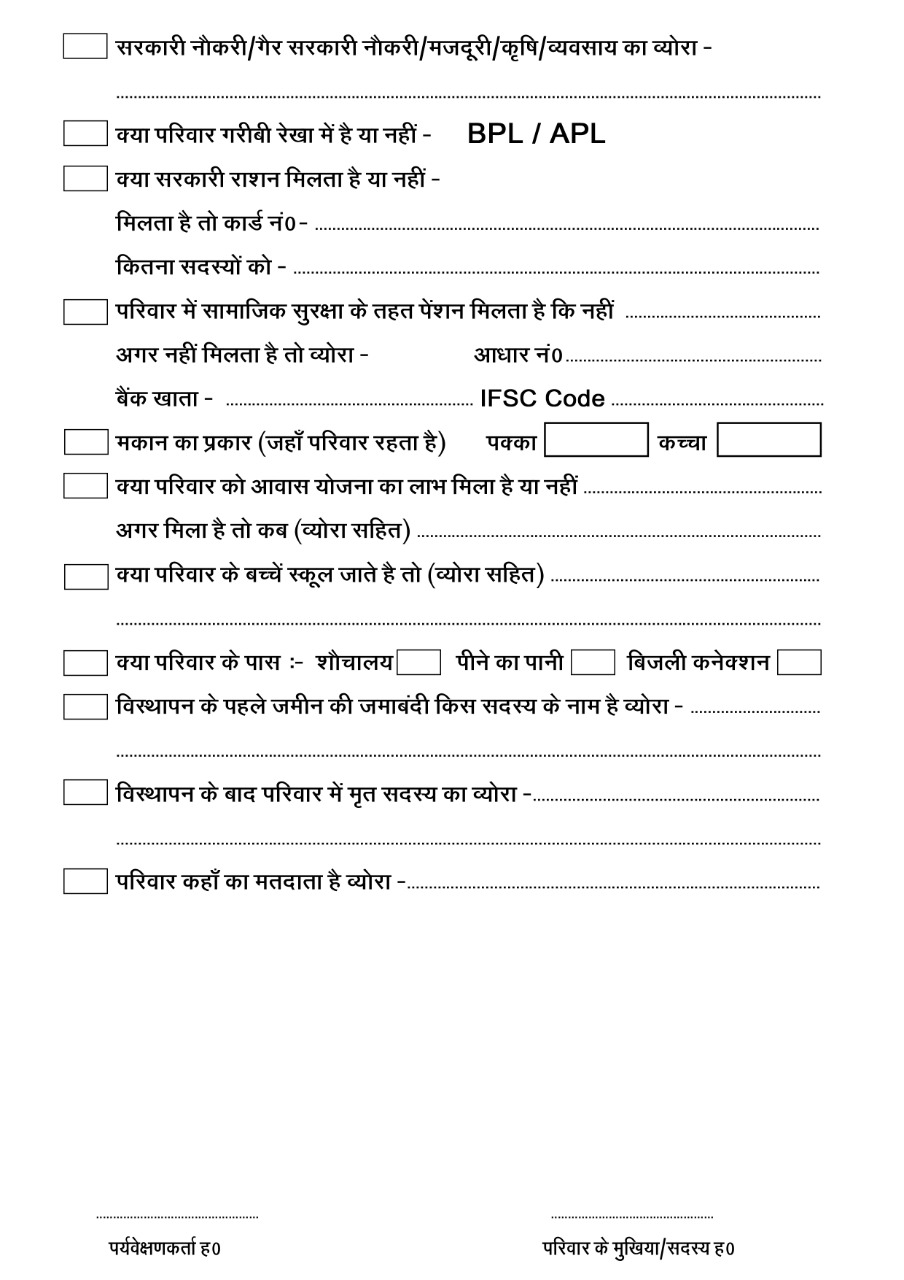 सरकारी नौकरी/गैर सरकारी नौकरी/मजदूरी/कृषि/व्यवसाय का व्योरा -
क्या परिवार गरीबी रेखा में है या नहीं - BPL / APL
क्या सरकारी राशन मिलता है या नहीं -
मिलता है तो कार्ड नं0 -
कितना सदस्यों को -
परिवार में सामाजिक सुरक्षा के तहत पेंशन मिलता है कि नहीं
अगर नहीं मिलता है तो व्योरा - आधार नं0
बैंक खाता - IFSC Code
मकान का प्रकार (जहाँ परिवार रहता है) पक्का कच्चा
क्या परिवार को आवास योजना का लाभ मिला है या नहीं
अगर मिला है तो कब (व्योरा सहित)
क्या परिवार के बच्चें स्कूल जाते है तो (व्योरा सहित)
क्या परिवार के पास :- शौचालय पीने का पानी बिजली कनेक्शन
विस्थापन के पहले जमीन की जमाबंदी किस सदस्य के नाम है व्योरा -
विस्थापन के बाद परिवार में मृत सदस्य का व्योरा -
परिवार कहाँ का मतदाता है व्योरा -
पर्यवेक्षणकर्ता ह0 परिवार के मुखिया/सदस्य ह0